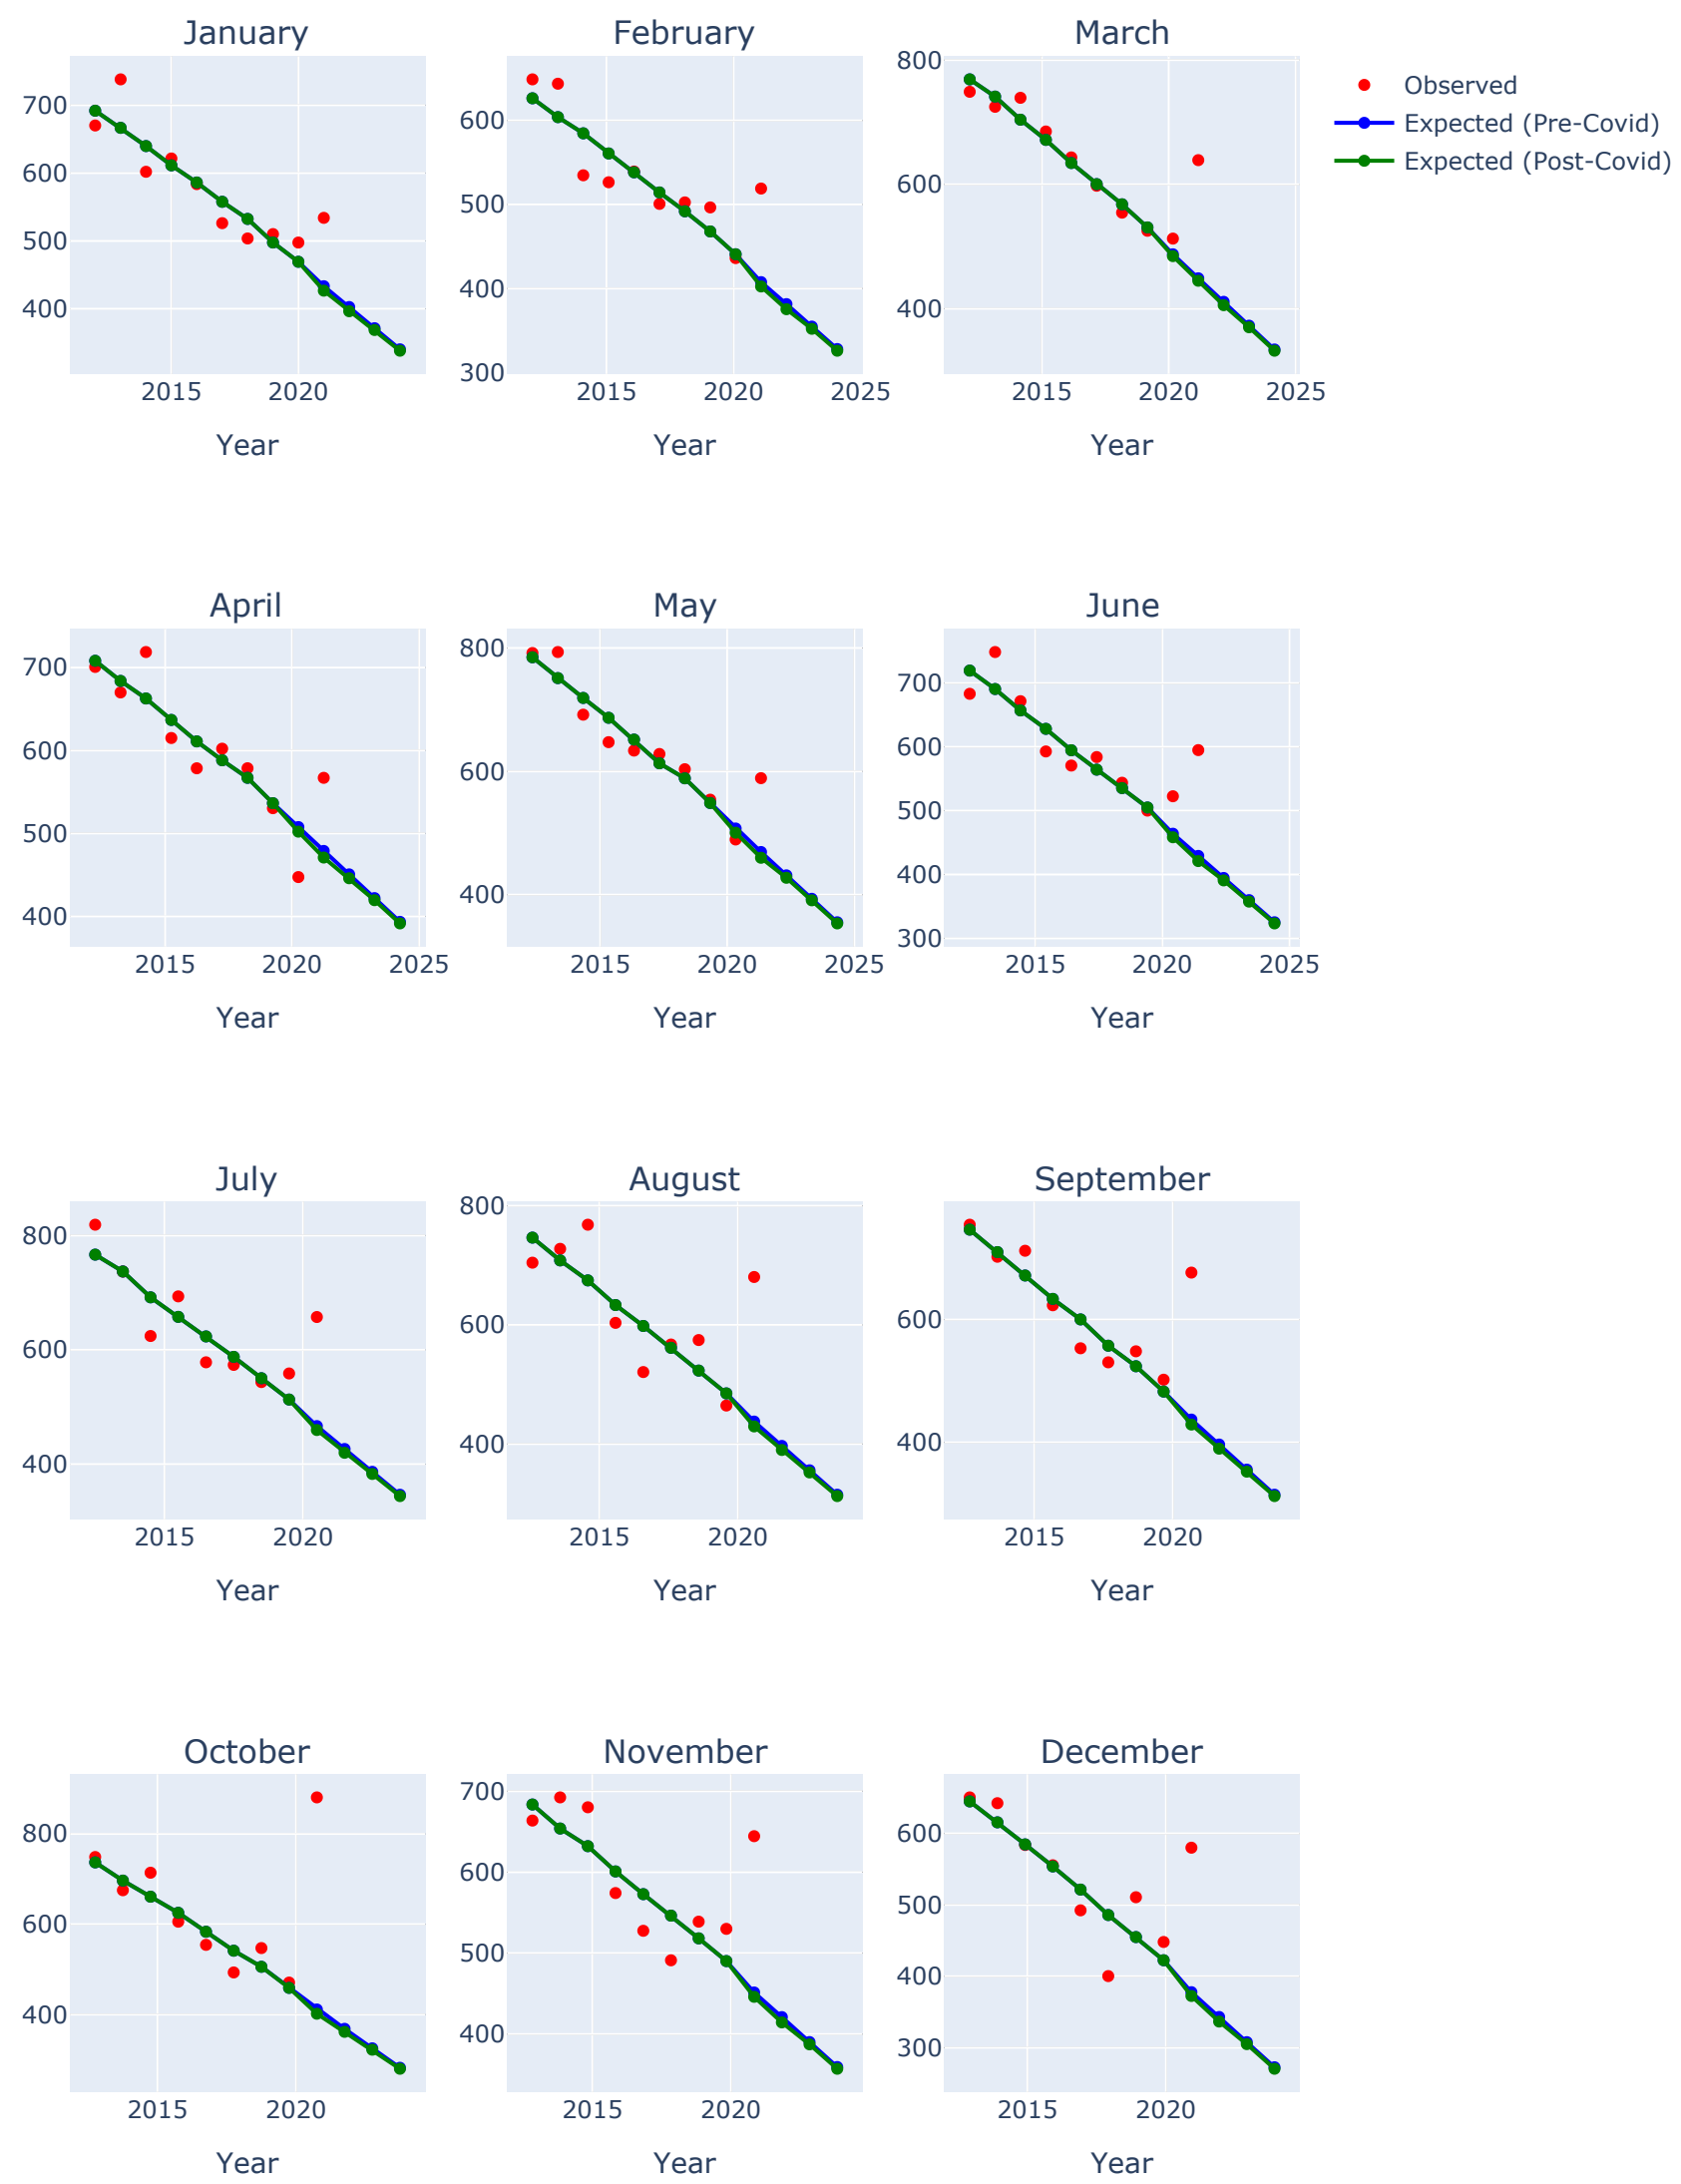 January
February
March
700
600
500
400
2015
2020
Year
600
500
400
300
2015
2020
2025
Year
800
600
400
2015
2020
2025
Year
Observed
Expected (Pre-Covid)
Expected (Post-Covid)
April
May
June
700
600
500
400
2015
2020
2025
Year
800
600
400
2015
2020
2025
Year
700
600
500
400
300
2015
2020
2025
Year
July
August
September
800
600
400
2015
2020
Year
800
600
400
2015
2020
Year
600
400
2015
2020
Year
October
November
December
800
600
400
2015
2020
Year
700
600
500
400
2015
2020
Year
600
500
400
300
2015
2020
Year